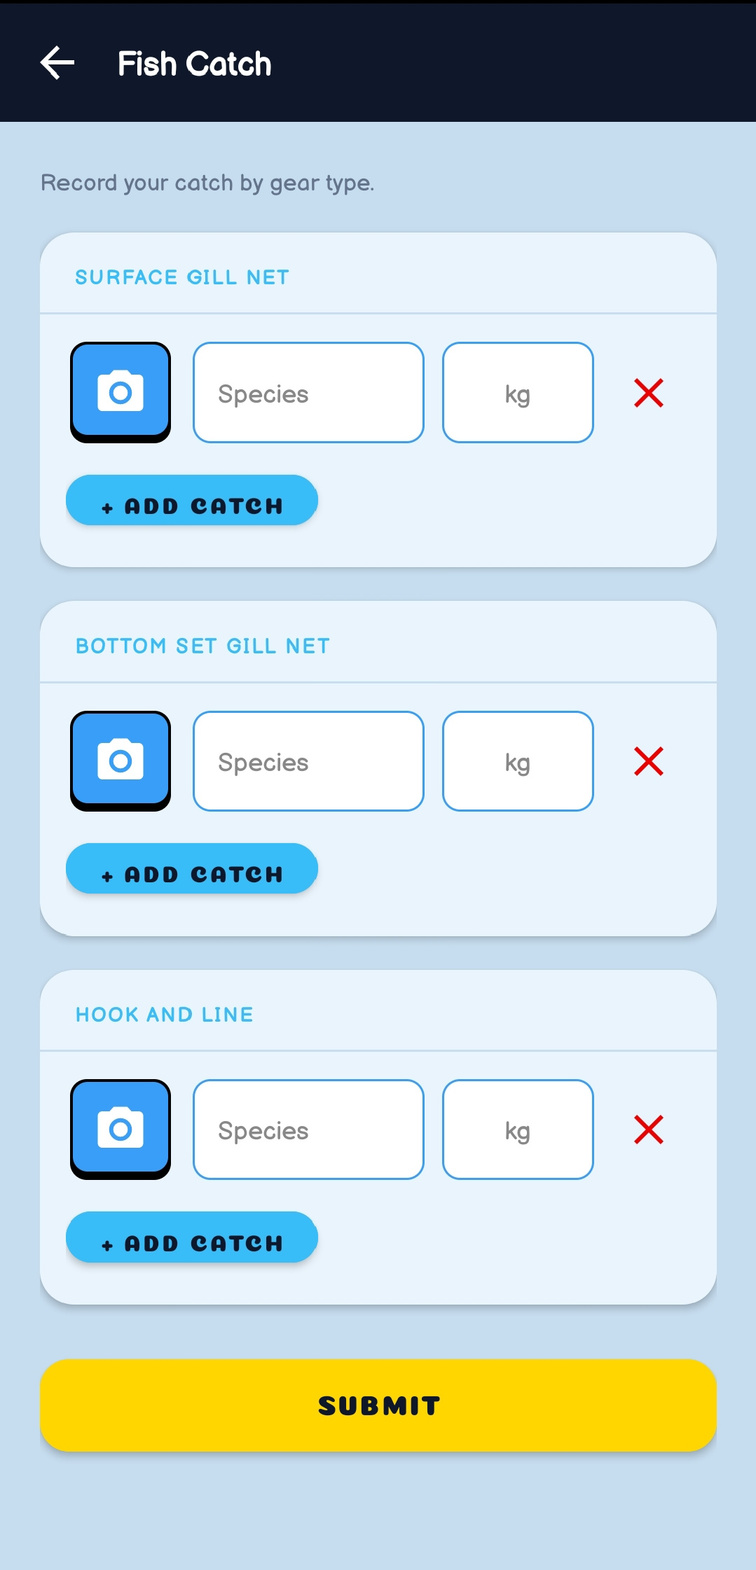 Fish Catch
Record your catch by gear type.
SURFACE GILL NET
Species
kg
+ ADD CATCH
BOTTOM SET GILL NET
Species
kg
+ ADD CATCH
HOOK AND LINE
Species
kg
+ ADD CATCH
SUBMIT